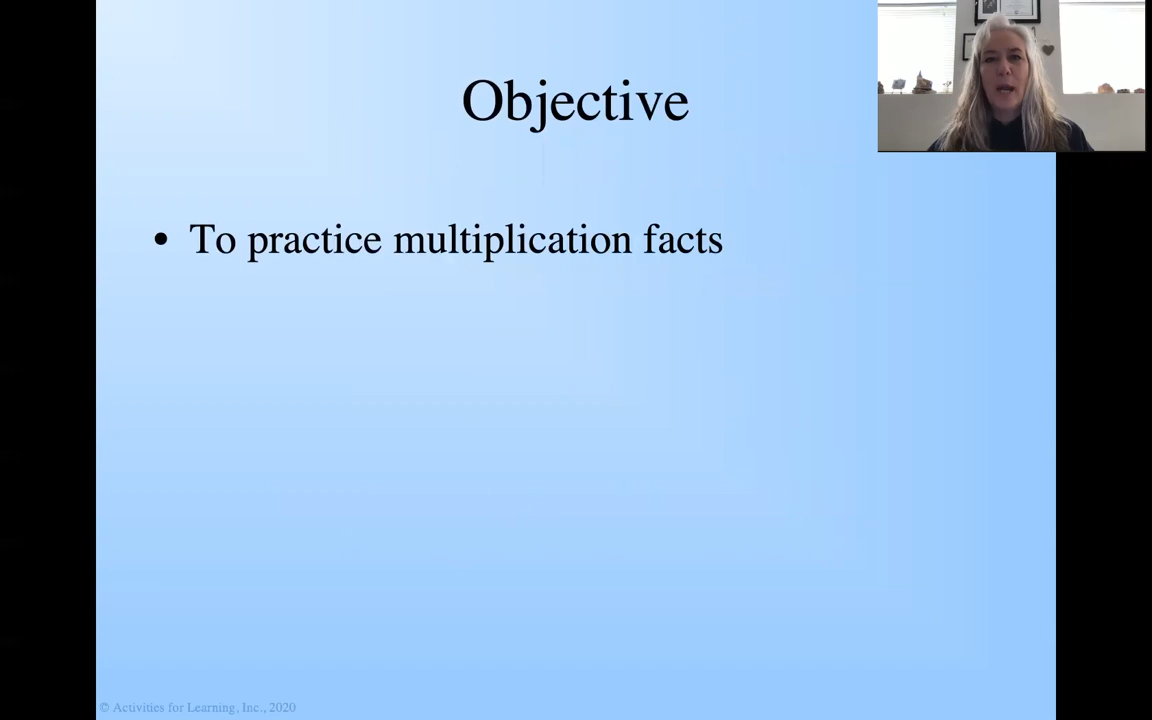 Objective
• To practice multiplication facts
© Activities for Learning, Inc., 2020